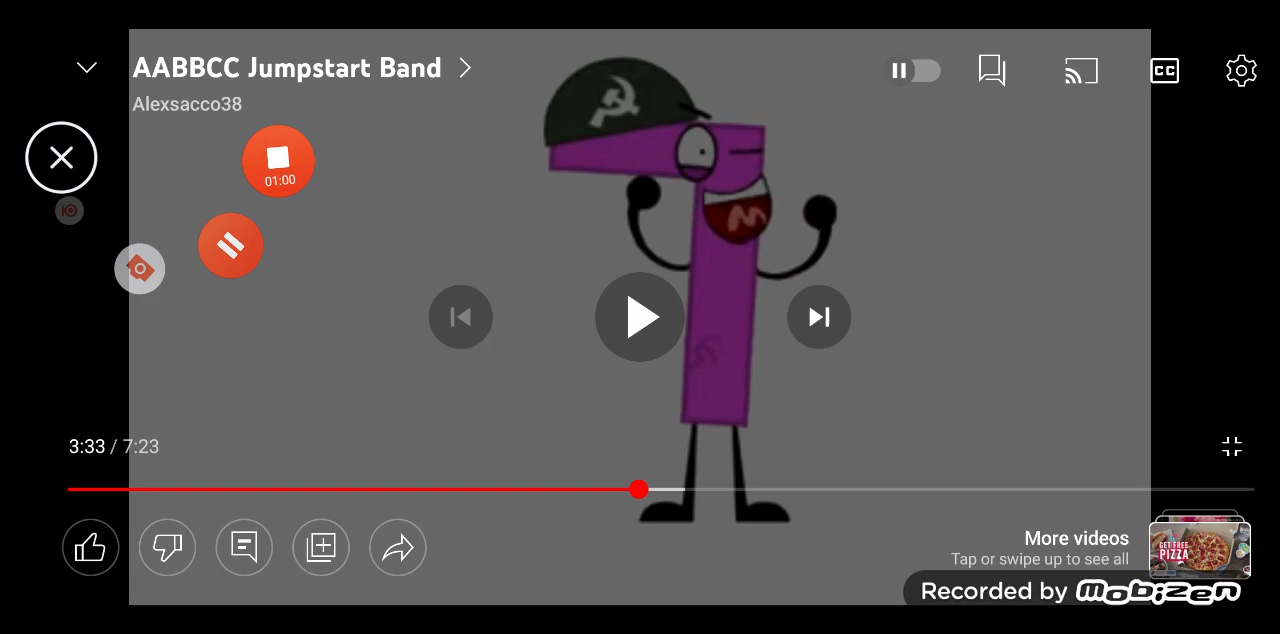 AABBCC Jumpstart Band
Alexsacco38
CC
01:00
3:33 / 7:23
More videos
Tap or swipe up to see all
GET FREE
PIZZA
Recorded by mobizen